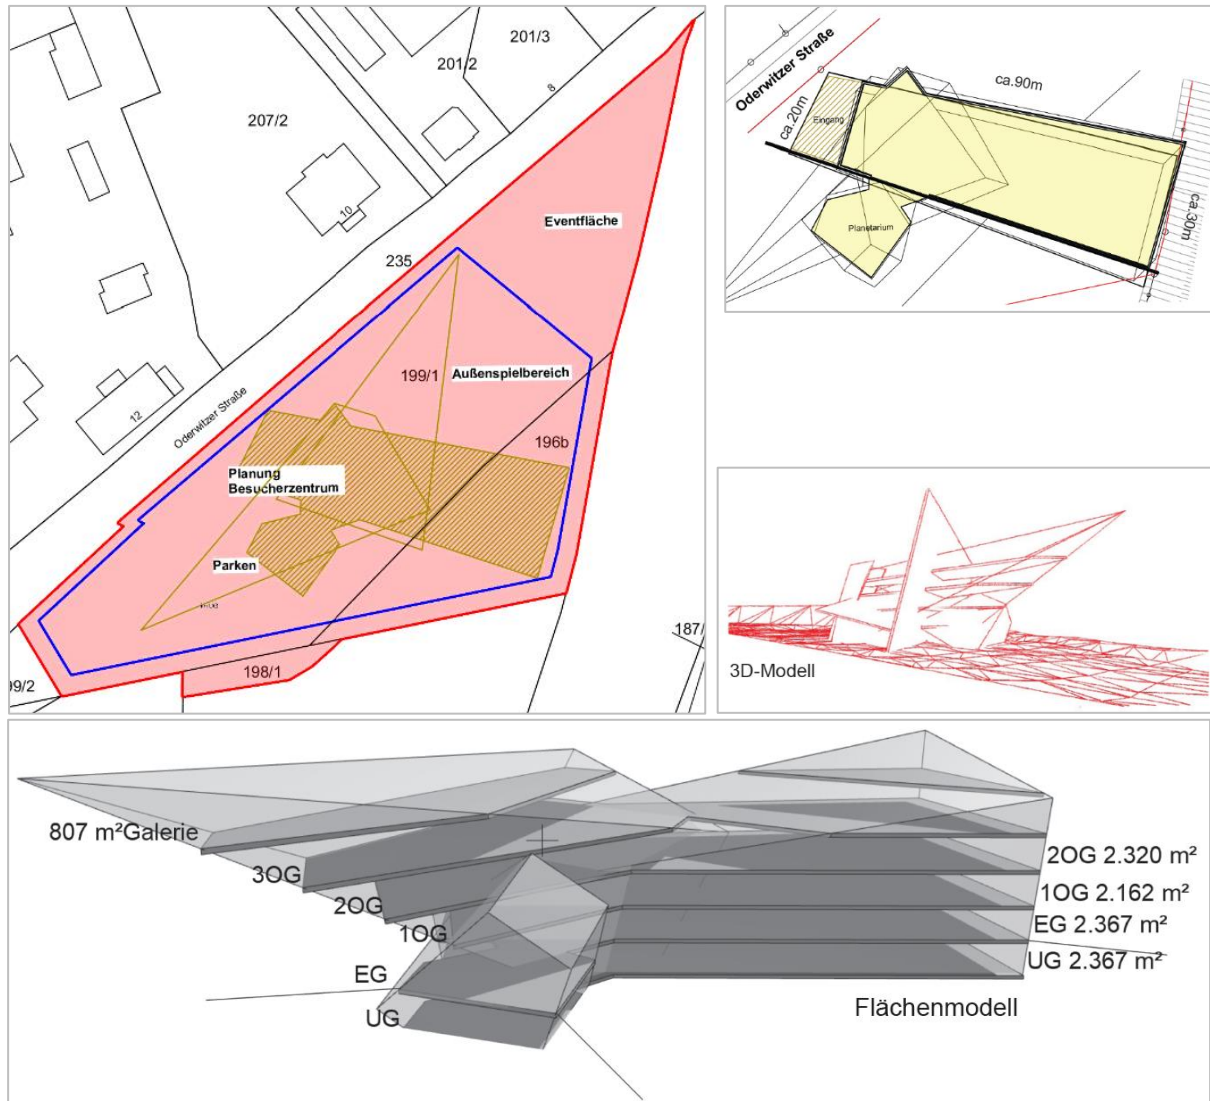 201/3
201/2
8
207/2
10
Eventfläche
235
199/1
Außenspielbereich
12
Oderwitzer Straße
196b
Planung
Besucherzentrum
Parken
187/
198/1
99/2
Oderwitzer Straße
ca.90m
ca.20m
Eingang
ca.30m
Planetarium
3D-Modell
807 m²Galerie
3OG
2OG
1OG
EG
UG
2OG 2.320 m²
1OG 2.162 m²
EG 2.367 m²
UG 2.367 m²
Flächenmodell